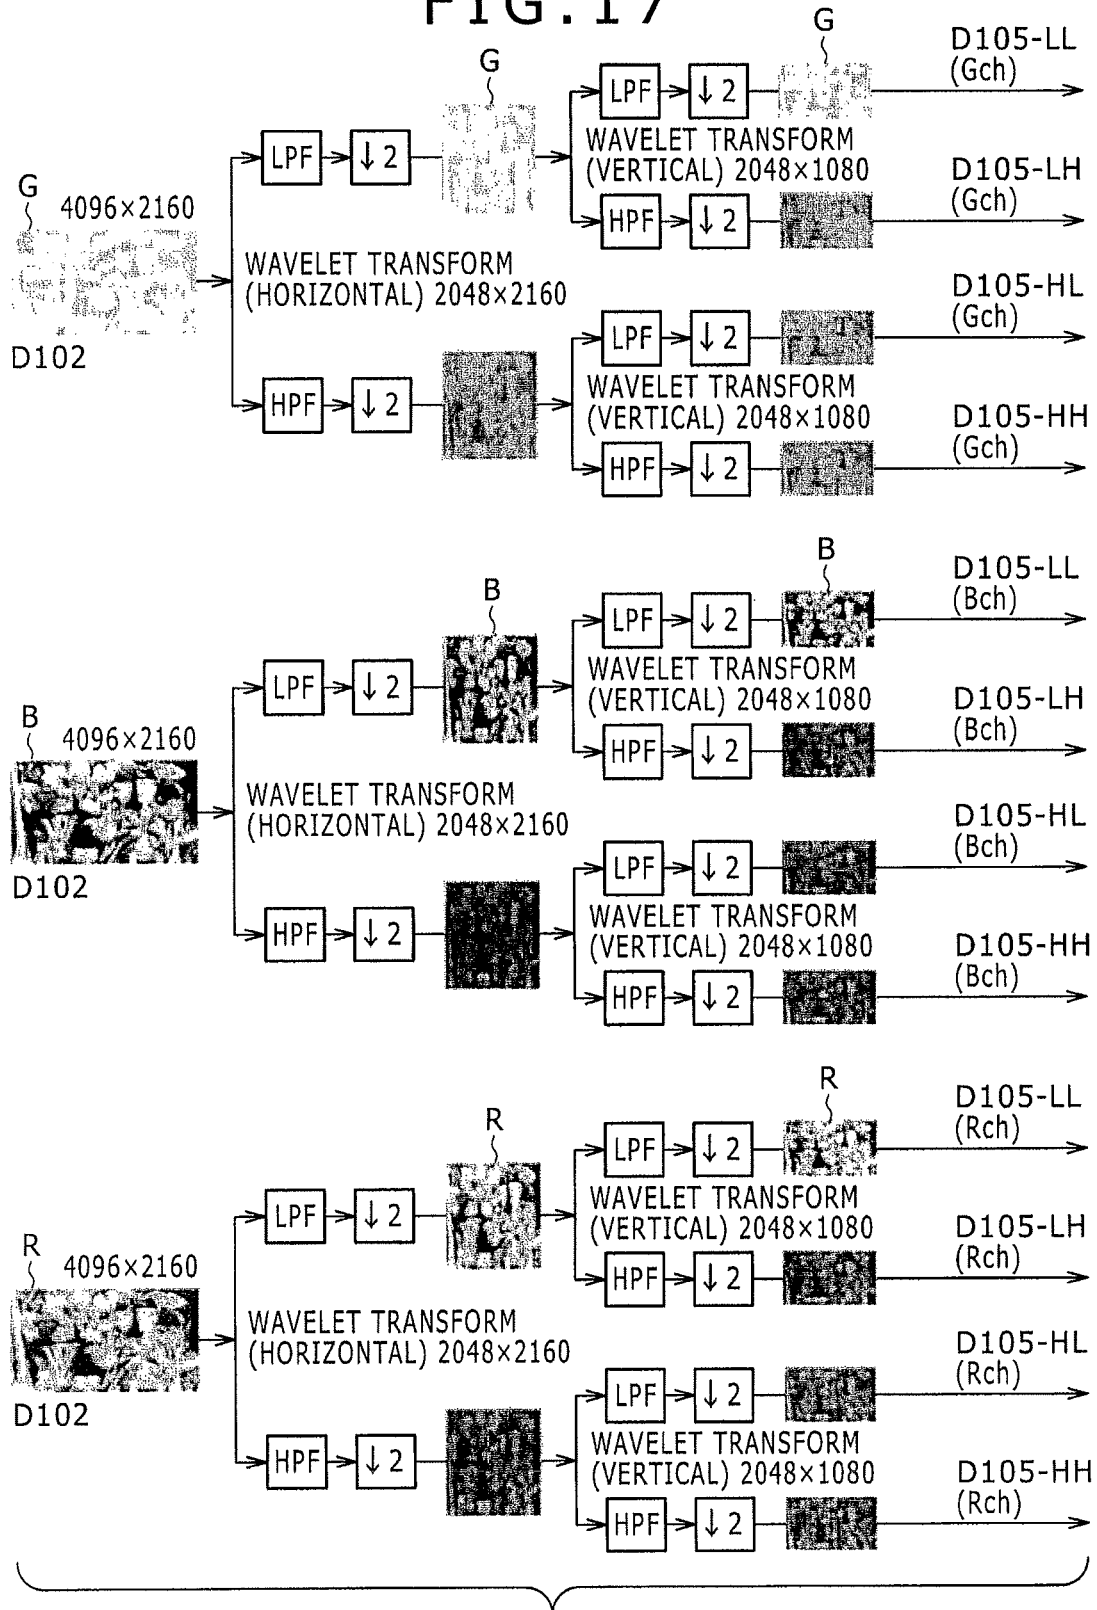 FIG.17
G
D105-LL
(Gch)
G
LPF ↓2
LPF ↓2
WAVELET TRANSFORM
(VERTICAL) 2048×1080
D105-LH
(Gch)
G
4096×2160
HPF ↓2
WAVELET TRANSFORM
(HORIZONTAL) 2048×2160
D105-HL
(Gch)
LPF ↓2
D102
HPF ↓2
WAVELET TRANSFORM
(VERTICAL) 2048×1080
D105-HH
(Gch)
HPF ↓2
B
D105-LL
(Bch)
B
LPF ↓2
LPF ↓2
WAVELET TRANSFORM
(VERTICAL) 2048×1080
D105-LH
(Bch)
B
4096×2160
HPF ↓2
WAVELET TRANSFORM
(HORIZONTAL) 2048×2160
D105-HL
(Bch)
LPF ↓2
D102
HPF ↓2
WAVELET TRANSFORM
(VERTICAL) 2048×1080
D105-HH
(Bch)
HPF ↓2
R
D105-LL
(Rch)
R
LPF ↓2
LPF ↓2
WAVELET TRANSFORM
(VERTICAL) 2048×1080
D105-LH
(Rch)
R
4096×2160
HPF ↓2
WAVELET TRANSFORM
(HORIZONTAL) 2048×2160
D105-HL
(Rch)
LPF ↓2
D102
HPF ↓2
WAVELET TRANSFORM
(VERTICAL) 2048×1080
D105-HH
(Rch)
HPF ↓2